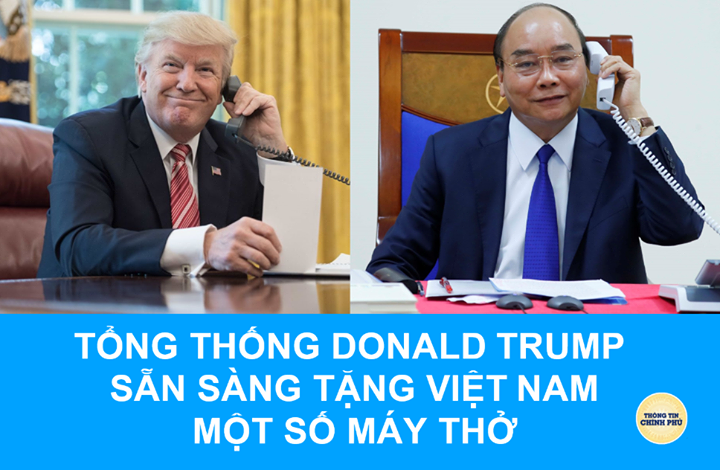 TỔNG THỐNG DONALD TRUMP
SẴN SÀNG TẶNG VIỆT NAM
MỘT SỐ MÁY THỞ
THÔNG TIN
CHÍNH PHỦ